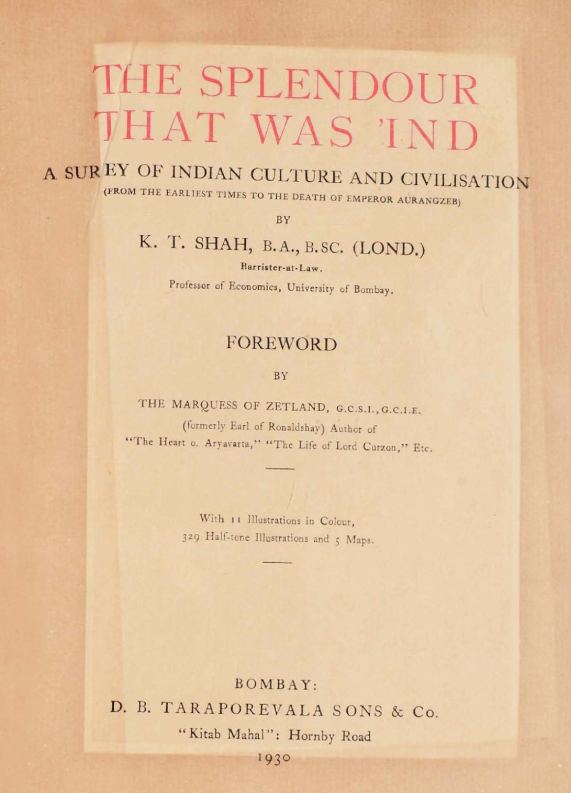 THE SPLENDOUR
THAT WAS 'IND
A SUREY OF INDIAN CULTURE AND CIVILISATION
(FROM THE EARLIEST TIMES TO THE DEATH OF EMPEROR AURANGZEB)
BY
K. T. SHAH, B.A., B.SC. (LOND.)
Barrister-at-Law.
Professor of Economics, University of Bombay.
FOREWORD
BY
THE MARQUESS OF ZETLAND, G.C.S.I., G.C.I.E.
(formerly Earl of Ronaldshay) Author of
"The Heart o. Aryavarta," "The Life of Lord Curzon," Etc.
With 11 Illustrations in Colour,
329 Half-tone Illustrations and 5 Maps.
BOMBAY:
D. B. TARAPOREVALA SONS & Co.
"Kitab Mahal": Hornby Road
1930